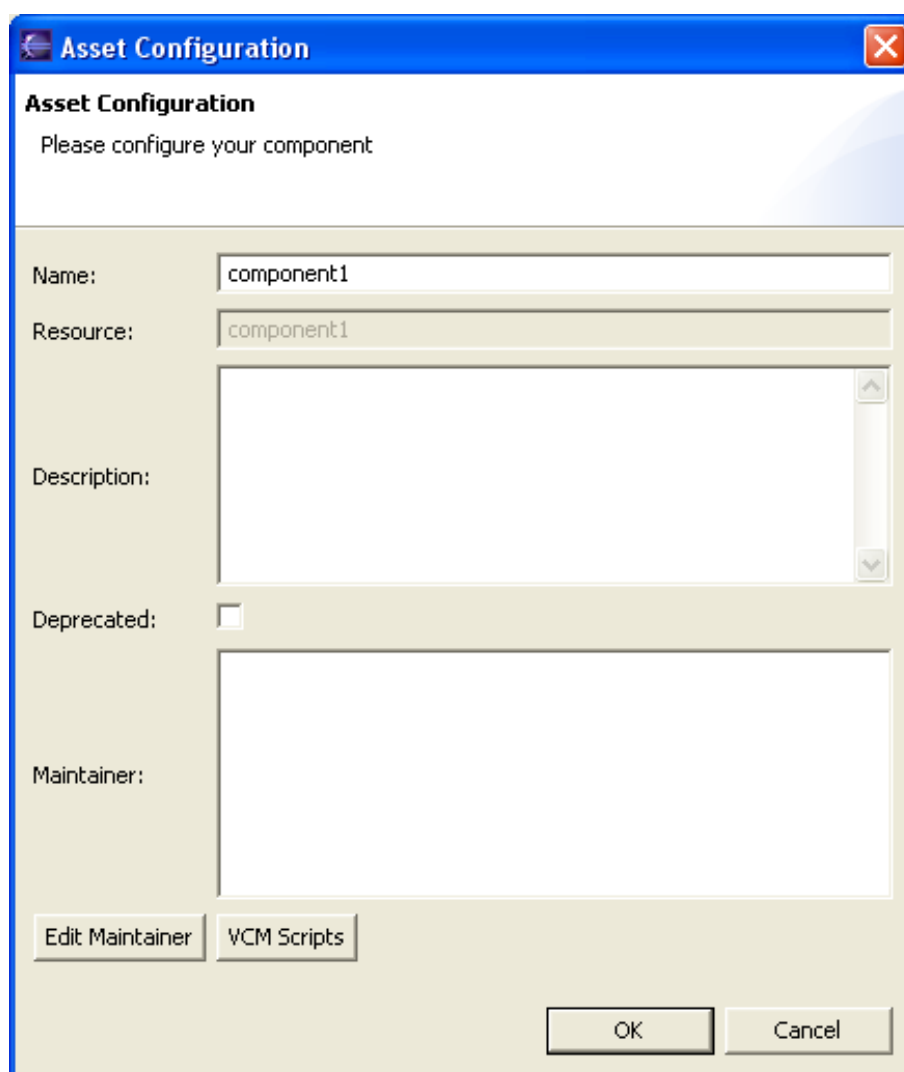 Asset Configuration
Asset Configuration
Please configure your component
Name: component1
Resource: component1
Description:
Deprecated:
Maintainer:
Edit Maintainer VCM Scripts
OK Cancel